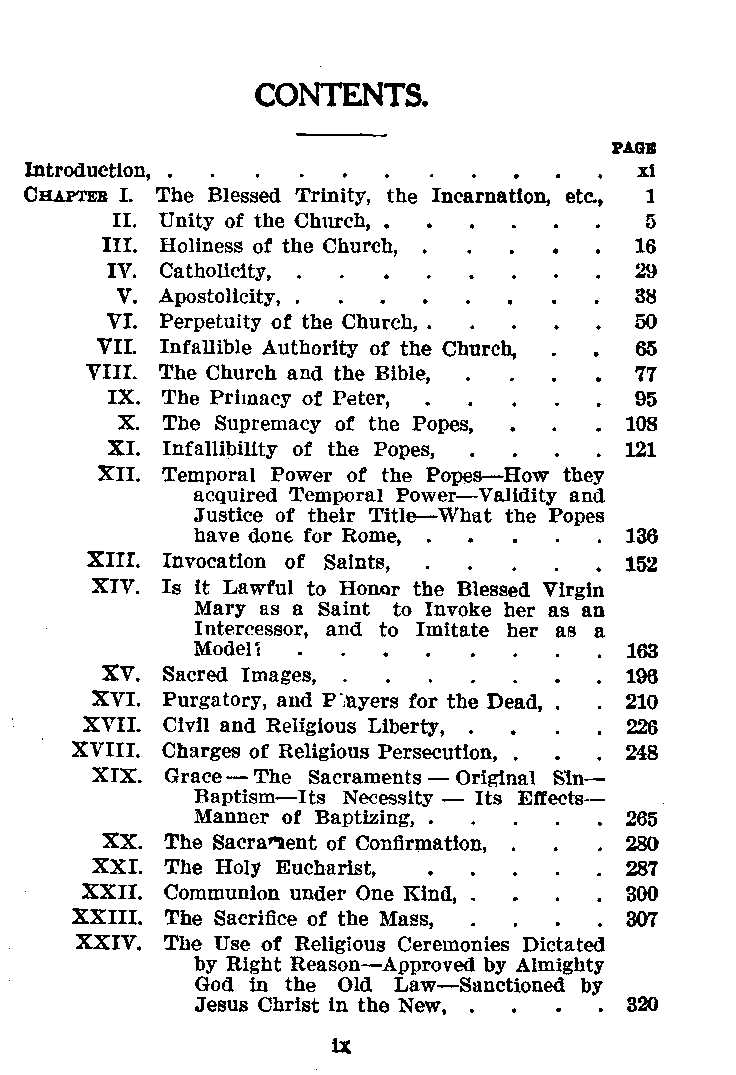 CONTENTS.
PAGE
Introduction, . . . . . . . . . . . xi
CHAPTER I. The Blessed Trinity, the Incarnation, etc., 1
II. Unity of the Church, . . . . . . 5
III. Holiness of the Church, . . . . . 16
IV. Catholicity, . . . . . . . . 29
V. Apostolicity, . . . . . . . . 38
VI. Perpetuity of the Church, . . . . . 50
VII. Infallible Authority of the Church, . . 65
VIII. The Church and the Bible, . . . . 77
IX. The Primacy of Peter, . . . . . 95
X. The Supremacy of the Popes, . . . 108
XI. Infallibility of the Popes, . . . . 121
XII. Temporal Power of the Popes—How they
acquired Temporal Power—Validity and
Justice of their Title—What the Popes
have done for Rome, . . . . . 136
XIII. Invocation of Saints, . . . . . 152
XIV. Is it Lawful to Honor the Blessed Virgin
Mary as a Saint to Invoke her as an
Intercessor, and to Imitate her as a
Model? . . . . . . . . 163
XV. Sacred Images, . . . . . . . 196
XVI. Purgatory, and Prayers for the Dead, . . 210
XVII. Civil and Religious Liberty, . . . . 226
XVIII. Charges of Religious Persecution, . . . 248
XIX. Grace — The Sacraments — Original Sin—
Baptism—Its Necessity — Its Effects—
Manner of Baptizing, . . . . . 265
XX. The Sacrament of Confirmation, . . . 280
XXI. The Holy Eucharist, . . . . . 287
XXII. Communion under One Kind, . . . . 300
XXIII. The Sacrifice of the Mass, . . . . 307
XXIV. The Use of Religious Ceremonies Dictated
by Right Reason—Approved by Almighty
God in the Old Law—Sanctioned by
Jesus Christ in the New, . . . . 320
ix